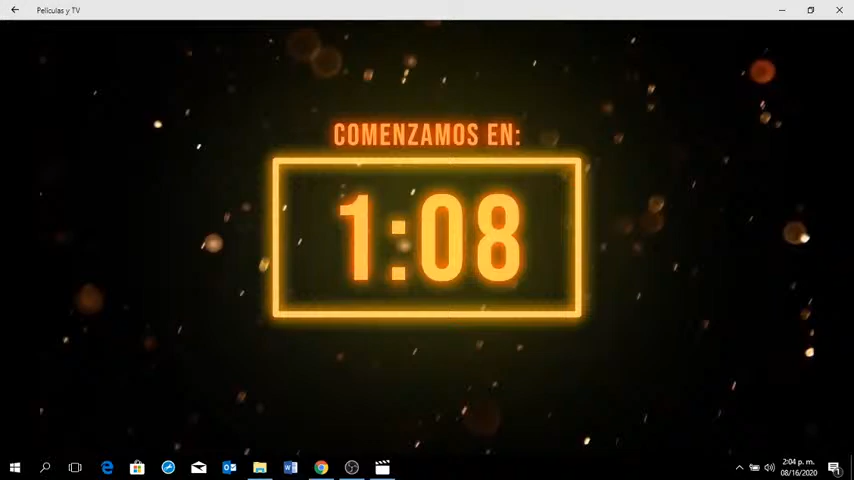 Películas y TV
COMENZAMOS EN:
1:08
2:04 p. m.
08/16/2020